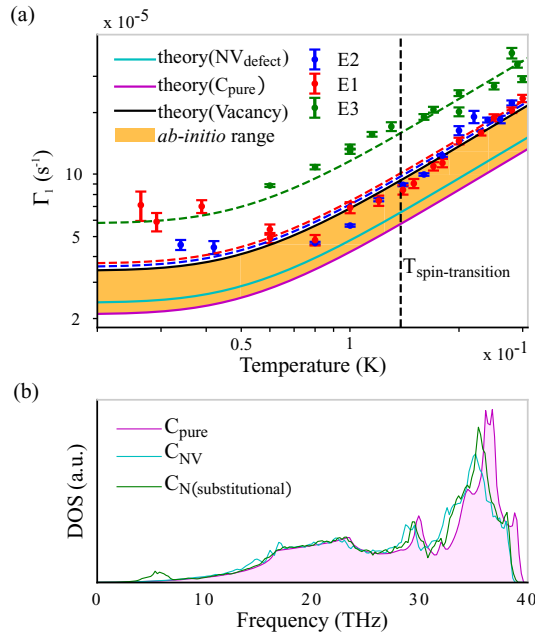 (a)
x 10⁻⁵
theory(NV_defect)
theory(C_pure)
theory(Vacancy)
ab-initio range
E2
E1
E3
Γ₁ (s⁻¹)
10
5
2
T_spin-transition
0.5
1
3
Temperature (K)
x 10⁻¹
(b)
C_pure
C_NV
C_N(substitutional)
DOS (a.u.)
0
10
20
30
40
Frequency (THz)